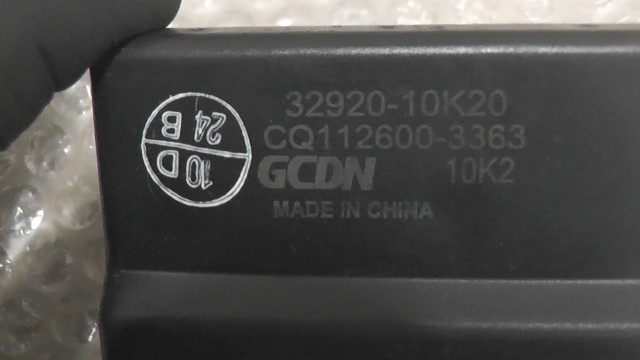 32920-10K20
CQ112600-3363
GCDN 10K2
MADE IN CHINA
10 D
24 B